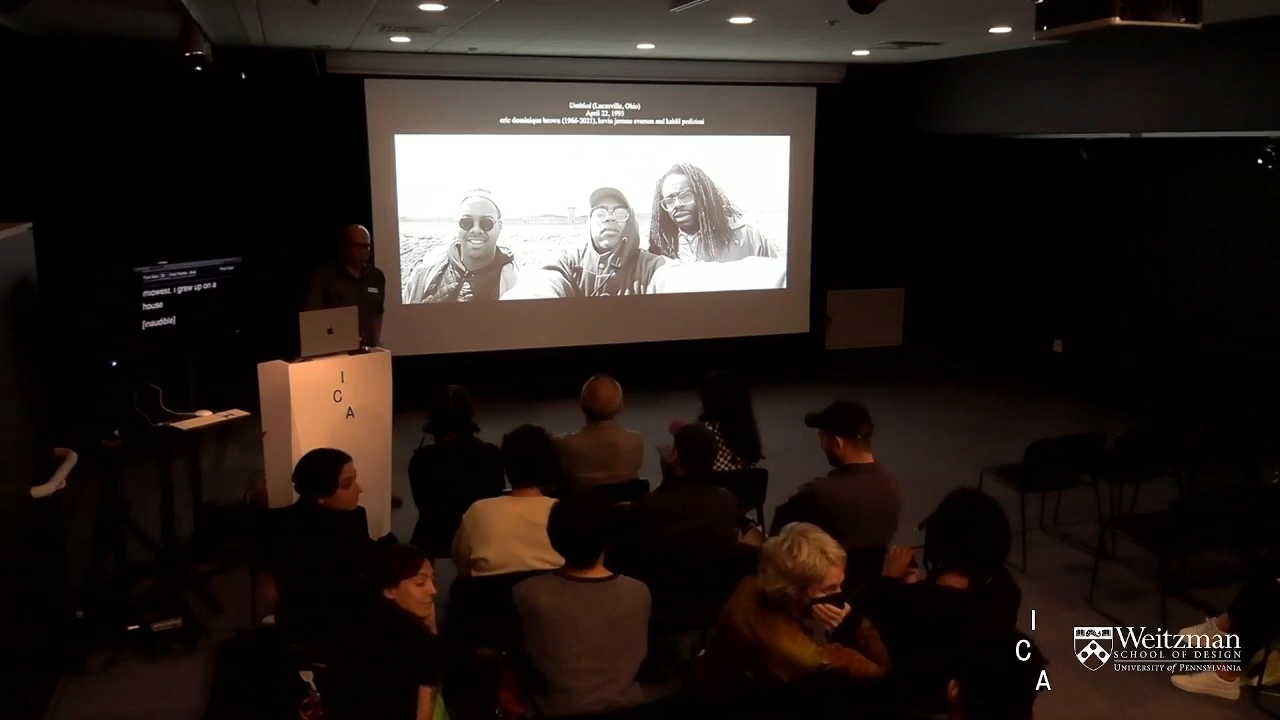 Untitled (Lucasville, Ohio)
April 22, 1993
eric dominique brown (1966-2021), kevin jerome everson and kahlil pedizisai
midwest. i grew up on a
house
[inaudible]
I
C
A
I
C
A
Weitzman
SCHOOL OF DESIGN
UNIVERSITY of PENNSYLVANIA